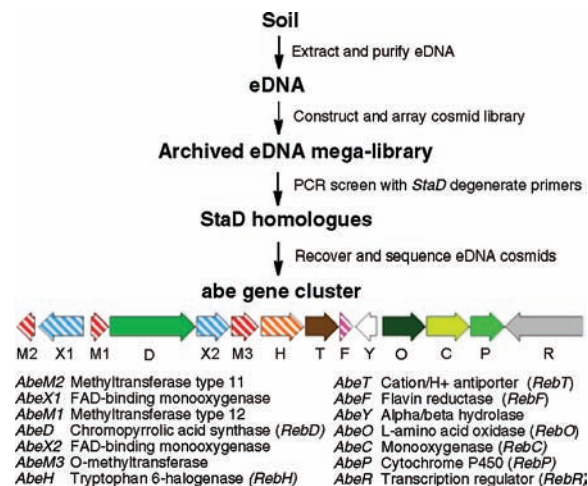 Soil
Extract and purify eDNA
eDNA
Construct and array cosmid library
Archived eDNA mega-library
PCR screen with StaD degenerate primers
StaD homologues
Recover and sequence eDNA cosmids
abe gene cluster
M2 X1 M1 D X2 M3 H T F Y O C P R
AbeM2 Methyltransferase type 11
AbeX1 FAD-binding monooxygenase
AbeM1 Methyltransferase type 12
AbeD Chromopyrrolic acid synthase (RebD)
AbeX2 FAD-binding monooxygenase
AbeM3 O-methyltransferase
AbeH Tryptophan 6-halogenase (RebH)
AbeT Cation/H+ antiporter (RebT)
AbeF Flavin reductase (RebF)
AbeY Alpha/beta hydrolase
AbeO L-amino acid oxidase (RebO)
AbeC Monooxygenase (RebC)
AbeP Cytochrome P450 (RebP)
AbeR Transcription regulator (RebR)